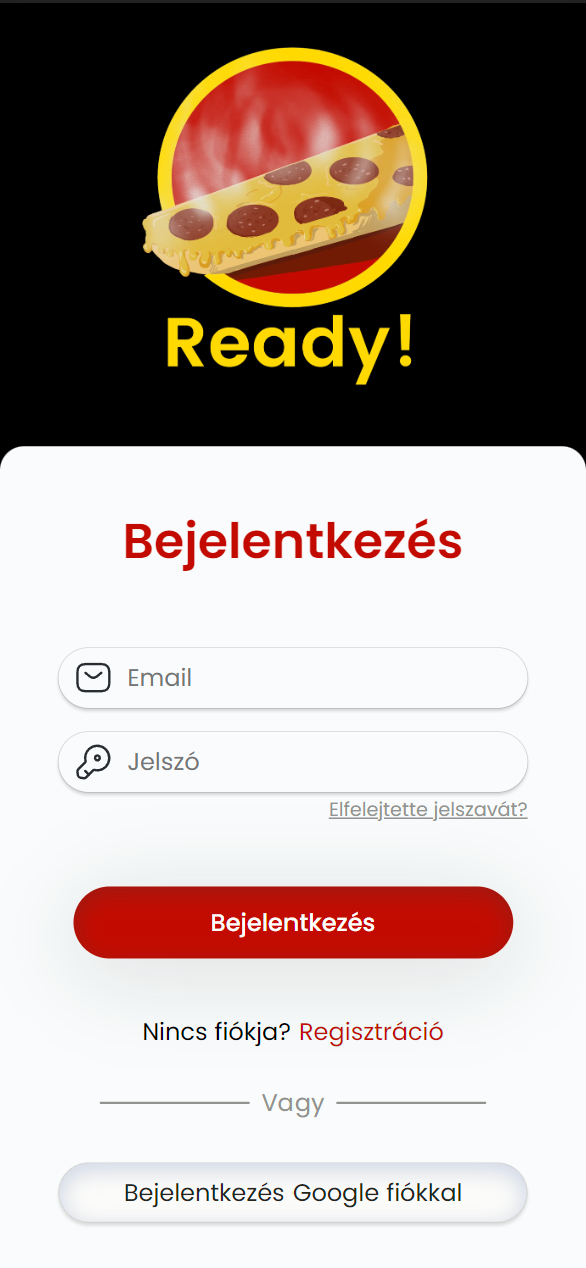 Ready!
Bejelentkezés
Email
Jelszó
Elfelejtette jelszavát?
Bejelentkezés
Nincs fiókja? Regisztráció
Vagy
Bejelentkezés Google fiókkal